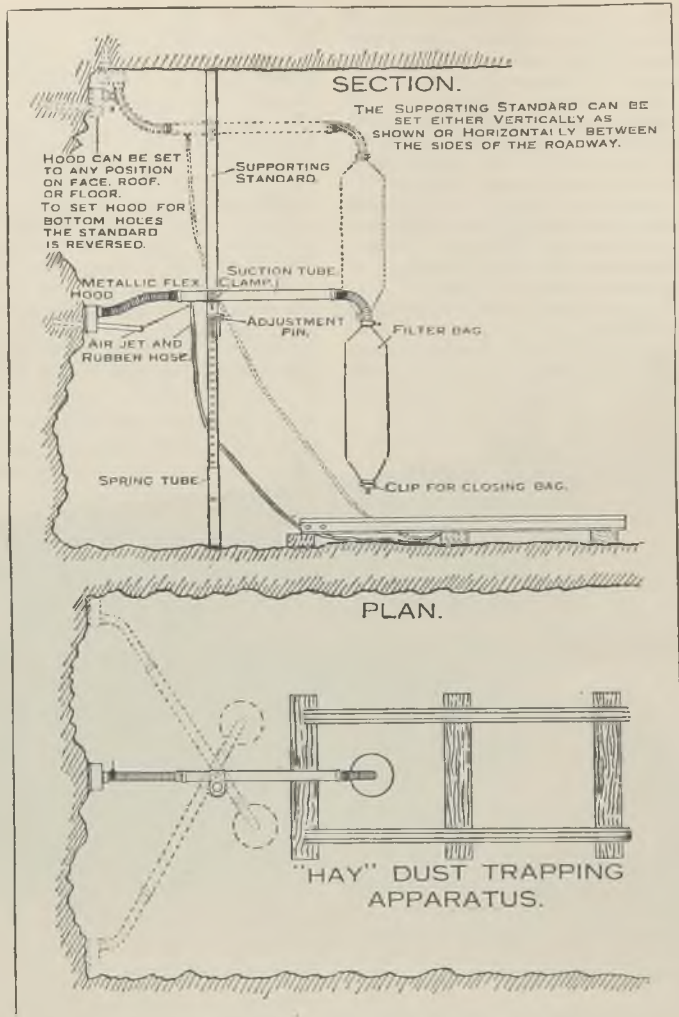 SECTION.
THE SUPPORTING STANDARD CAN BE
SET EITHER VERTICALLY AS
SHOWN OR HORIZONTALLY BETWEEN
THE SIDES OF THE ROADWAY.
HOOD CAN BE SET
TO ANY POSITION
ON FACE, ROOF,
OR FLOOR.
TO SET HOOD FOR
BOTTOM HOLES
THE STANDARD
IS REVERSED.
SUPPORTING
STANDARD.
METALLIC FLEX
HOOD
SUCTION TUBE
(CLAMP.)
ADJUSTMENT
PIN.
FILTER BAG
AIR JET AND
RUBBER HOSE.
SPRING TUBE
CLIP FOR CLOSING BAG.
PLAN.
"HAY" DUST TRAPPING
APPARATUS.